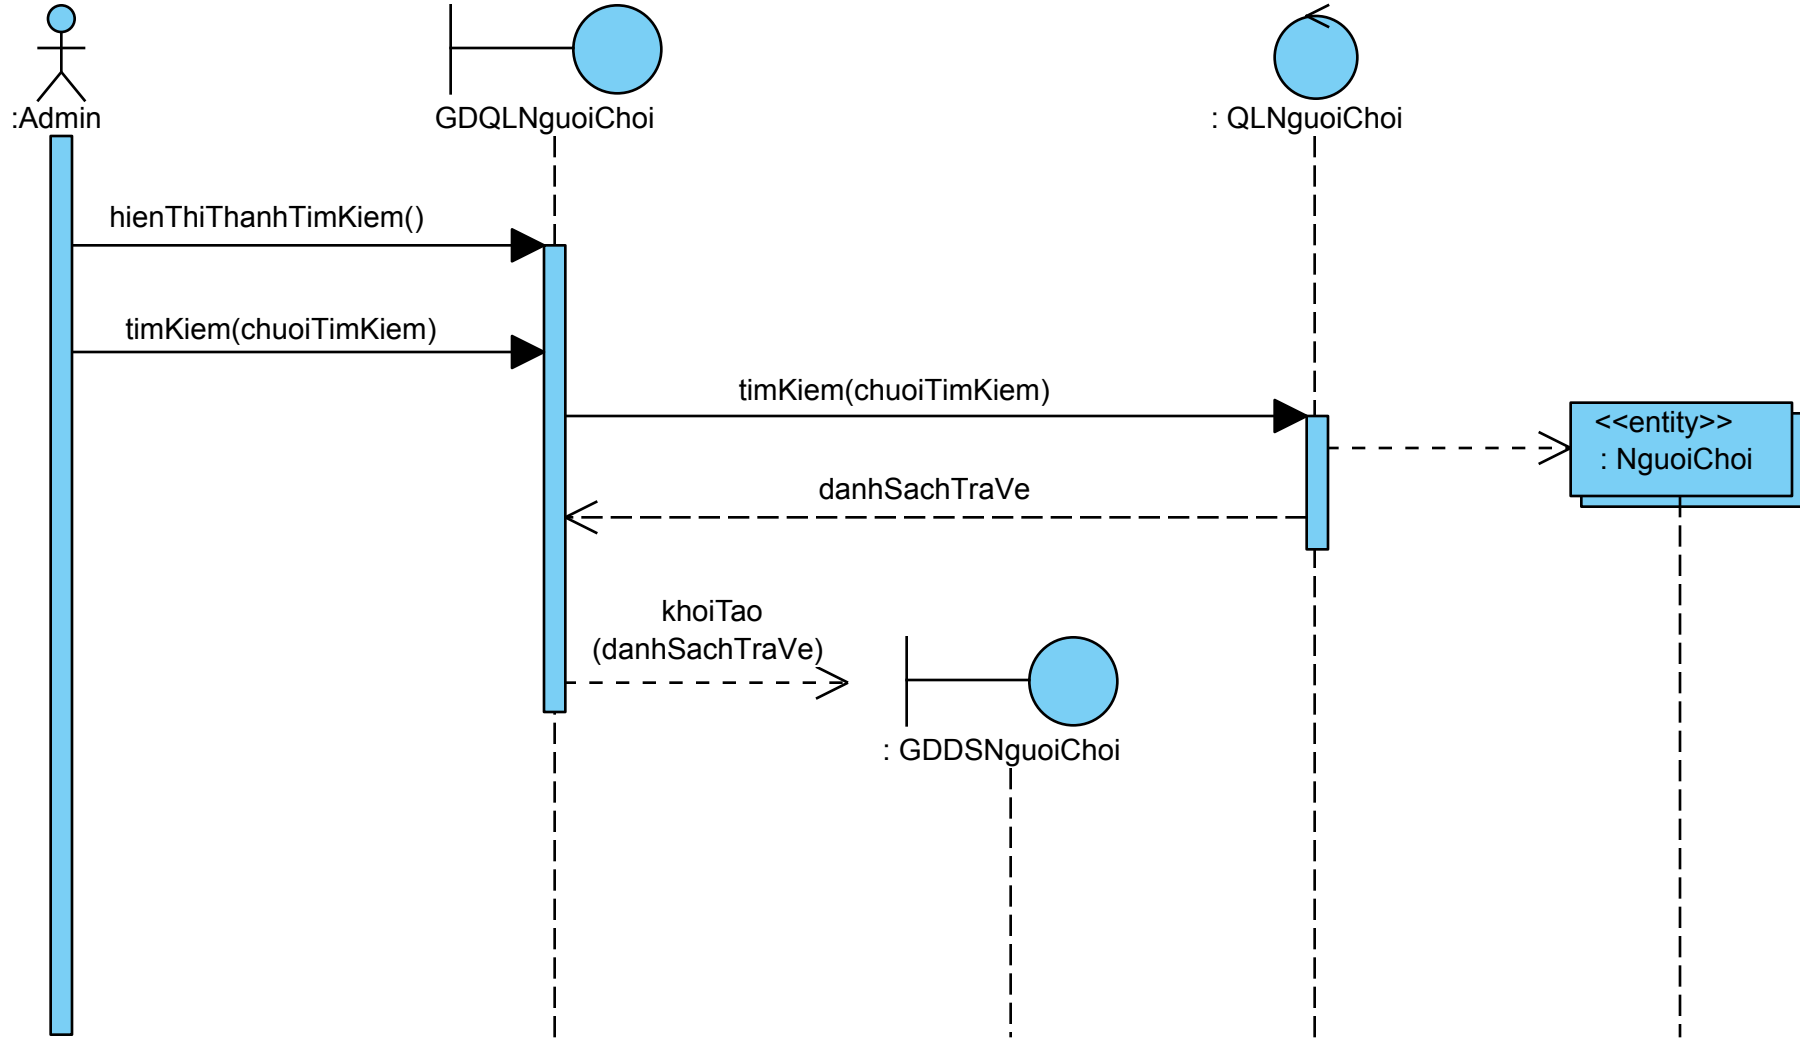 :Admin
GDQLNguoiChoi
: QLNguoiChoi
hienThiThanhTimKiem()
timKiem(chuoiTimKiem)
timKiem(chuoiTimKiem)
<<entity>>
: NguoiChoi
danhSachTraVe
khoiTao
(danhSachTraVe)
: GDDSNguoiChoi